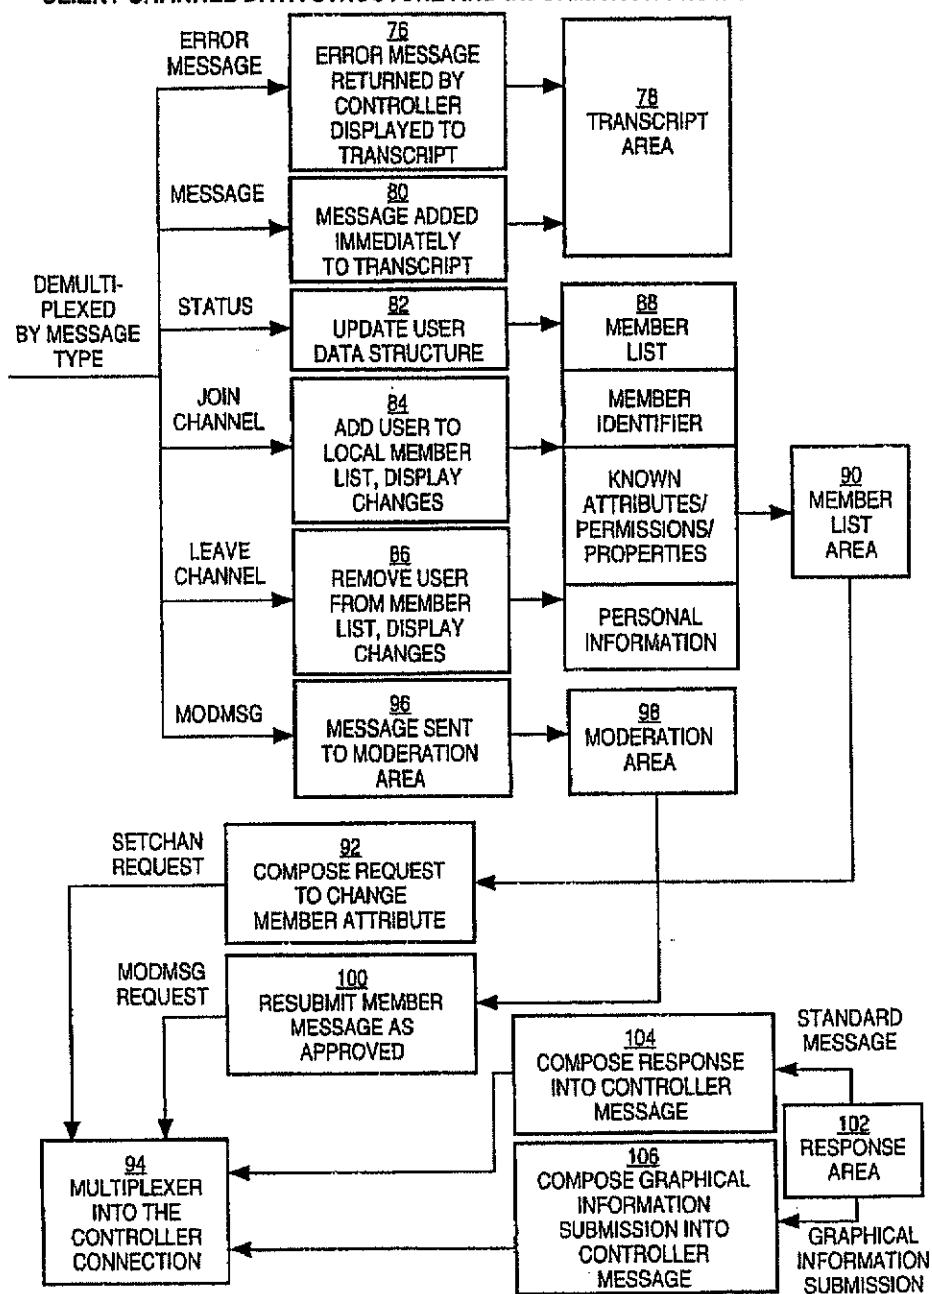 ERROR
MESSAGE
76
ERROR MESSAGE
RETURNED BY
CONTROLLER
DISPLAYED TO
TRANSCRIPT
78
TRANSCRIPT
AREA
MESSAGE
80
MESSAGE ADDED
IMMEDIATELY
TO TRANSCRIPT
DEMULTI-
PLEXED
BY MESSAGE
TYPE
STATUS
82
UPDATE USER
DATA STRUCTURE
88
MEMBER
LIST
MEMBER
IDENTIFIER
KNOWN
ATTRIBUTES/
PERMISSIONS/
PROPERTIES
PERSONAL
INFORMATION
JOIN
CHANNEL
84
ADD USER TO
LOCAL MEMBER
LIST, DISPLAY
CHANGES
90
MEMBER
LIST
AREA
LEAVE
CHANNEL
86
REMOVE USER
FROM MEMBER
LIST, DISPLAY
CHANGES
MODMSG
96
MESSAGE SENT
TO MODERATION
AREA
98
MODERATION
AREA
SETCHAN
REQUEST
92
COMPOSE REQUEST
TO CHANGE
MEMBER ATTRIBUTE
MODMSG
REQUEST
100
RESUBMIT MEMBER
MESSAGE AS
APPROVED
104
COMPOSE RESPONSE
INTO CONTROLLER
MESSAGE
STANDARD
MESSAGE
102
RESPONSE
AREA
94
MULTIPLEXER
INTO THE
CONTROLLER
CONNECTION
106
COMPOSE GRAPHICAL
INFORMATION
SUBMISSION INTO
CONTROLLER
MESSAGE
GRAPHICAL
INFORMATION
SUBMISSION